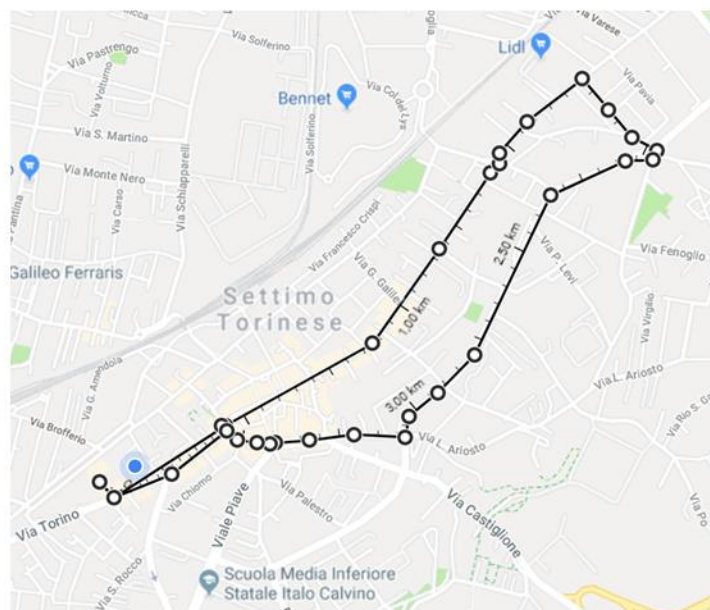 Via Varese
Via Solferino
Lidl
Via Pastrengo
Via Volturno
Via Col del Lys
Via Pavia
Bennet
Via S. Martino
Via Solferino
Via Schiapparelli
Via Monte Nero
Via Carso
Via Francesco Crispi
2,50 km
Via P. Levi
Via Fenoglio
Galileo Ferraris
Via G. Galilei
Settimo
Torinese
1,00 km
Via Virgilio
Via G. Amendola
Via L. Ariosto
3,00 km
Via Brofferio
Via L. Ariosto
Via Chiomo
Via Palestro
Via Torino
Viale Piave
Via Castiglione
Via Po
Via S. Rocco
Scuola Media Inferiore
Statale Italo Calvino